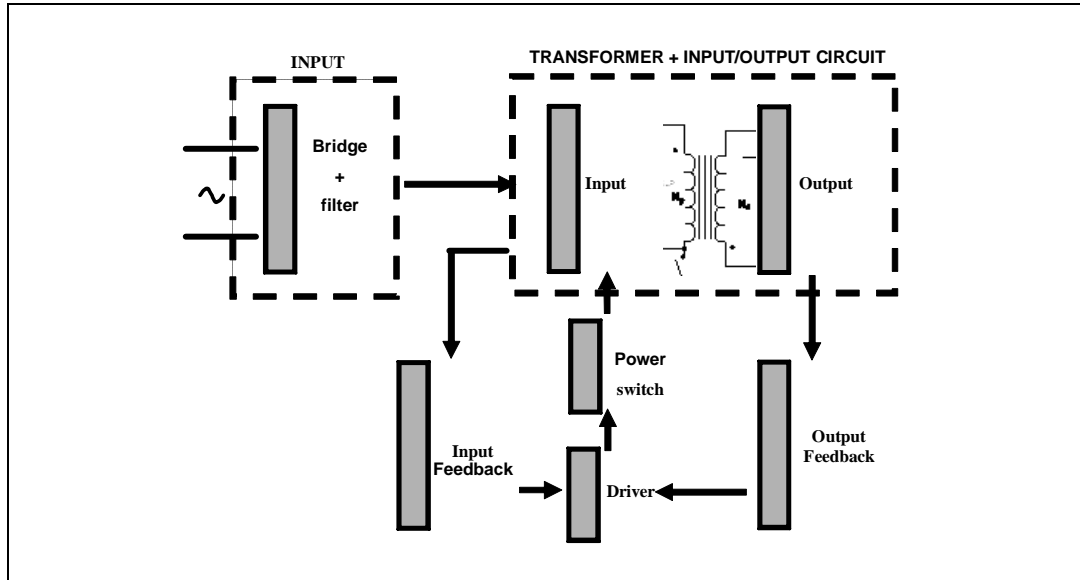 INPUT
TRANSFORMER + INPUT/OUTPUT CIRCUIT
Bridge
+
filter
Input
Output
Power
switch
Input
Feedback
Driver
Output
Feedback